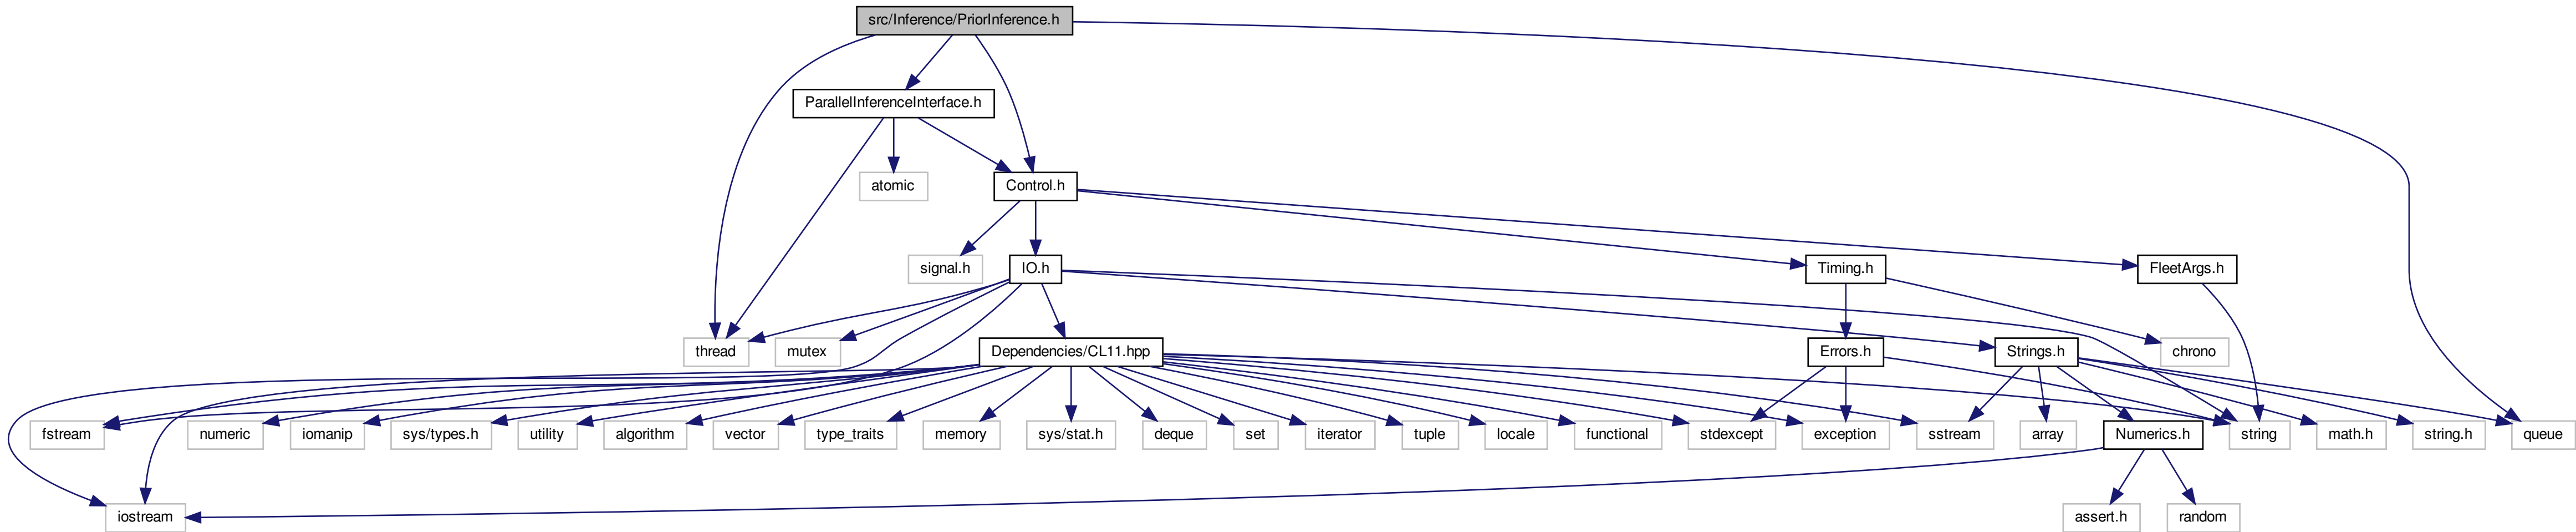 src/Inference/PriorInference.h
ParallelInferenceInterface.h
atomic
Control.h
signal.h
IO.h
Timing.h
FleetArgs.h
thread
mutex
Dependencies/CL11.hpp
Errors.h
Strings.h
chrono
fstream
numeric
iomanip
sys/types.h
utility
algorithm
vector
type_traits
memory
sys/stat.h
deque
set
iterator
tuple
locale
functional
stdexcept
exception
sstream
array
Numerics.h
string
math.h
string.h
queue
iostream
assert.h
random